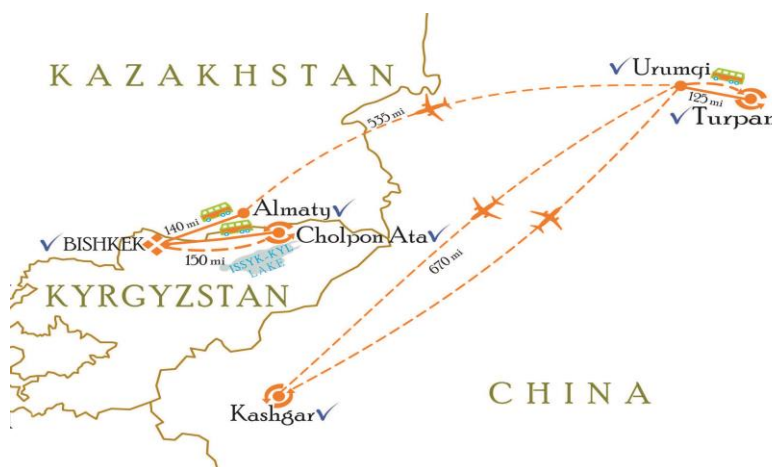 KAZAKHSTAN
Urumqi
125 mi
Turpan
535 mi
Almaty
140 mi
BISHKEK
Cholpon Ata
150 mi
ISSYK-KYL
LAKE
KYRGYZSTAN
670 mi
CHINA
Kashgar